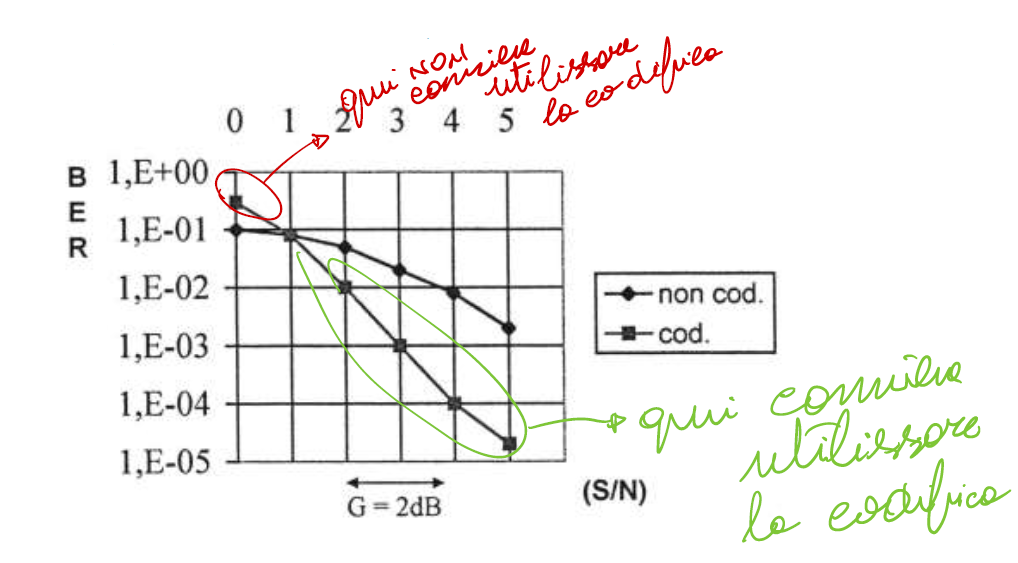 qui NON
conviene
utilizzare
la codifica
0 1 2 3 4 5
B
E
R
1,E+00
1,E-01
1,E-02
1,E-03
1,E-04
1,E-05
non cod.
cod.
qui conviene
utilizzare
la codifica
(S/N)
G = 2dB